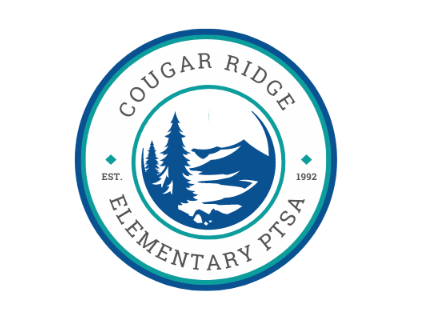 COUGAR RIDGE
EST.
1992
ELEMENTARY PTSA